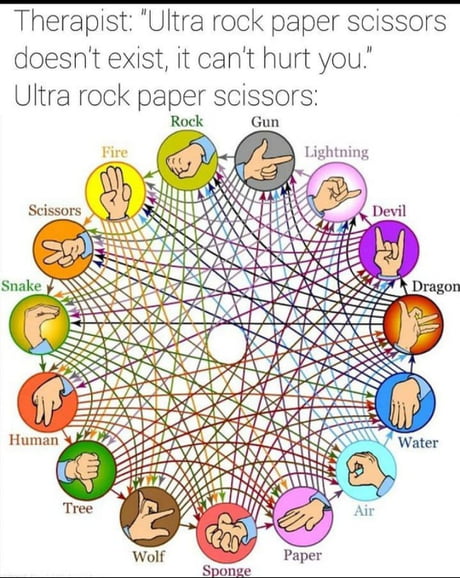 Therapist: "Ultra rock paper scissors
doesn't exist, it can't hurt you."
Ultra rock paper scissors:
Rock
Gun
Fire
Lightning
Scissors
Devil
Snake
Dragon
Human
Water
Tree
Air
Wolf
Paper
Sponge